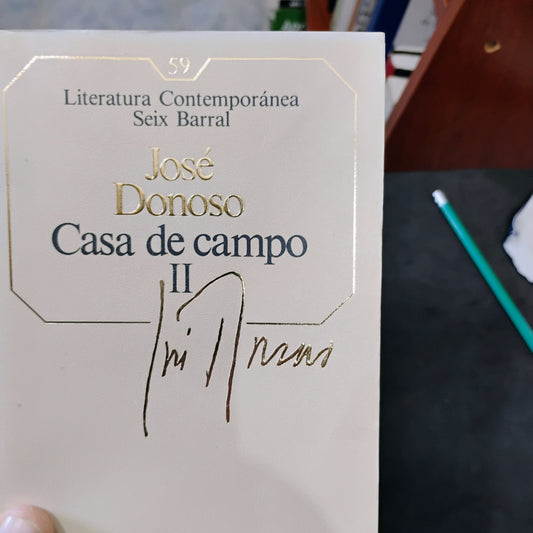 59
Literatura Contemporánea
Seix Barral
José
Donoso
Casa de campo
II